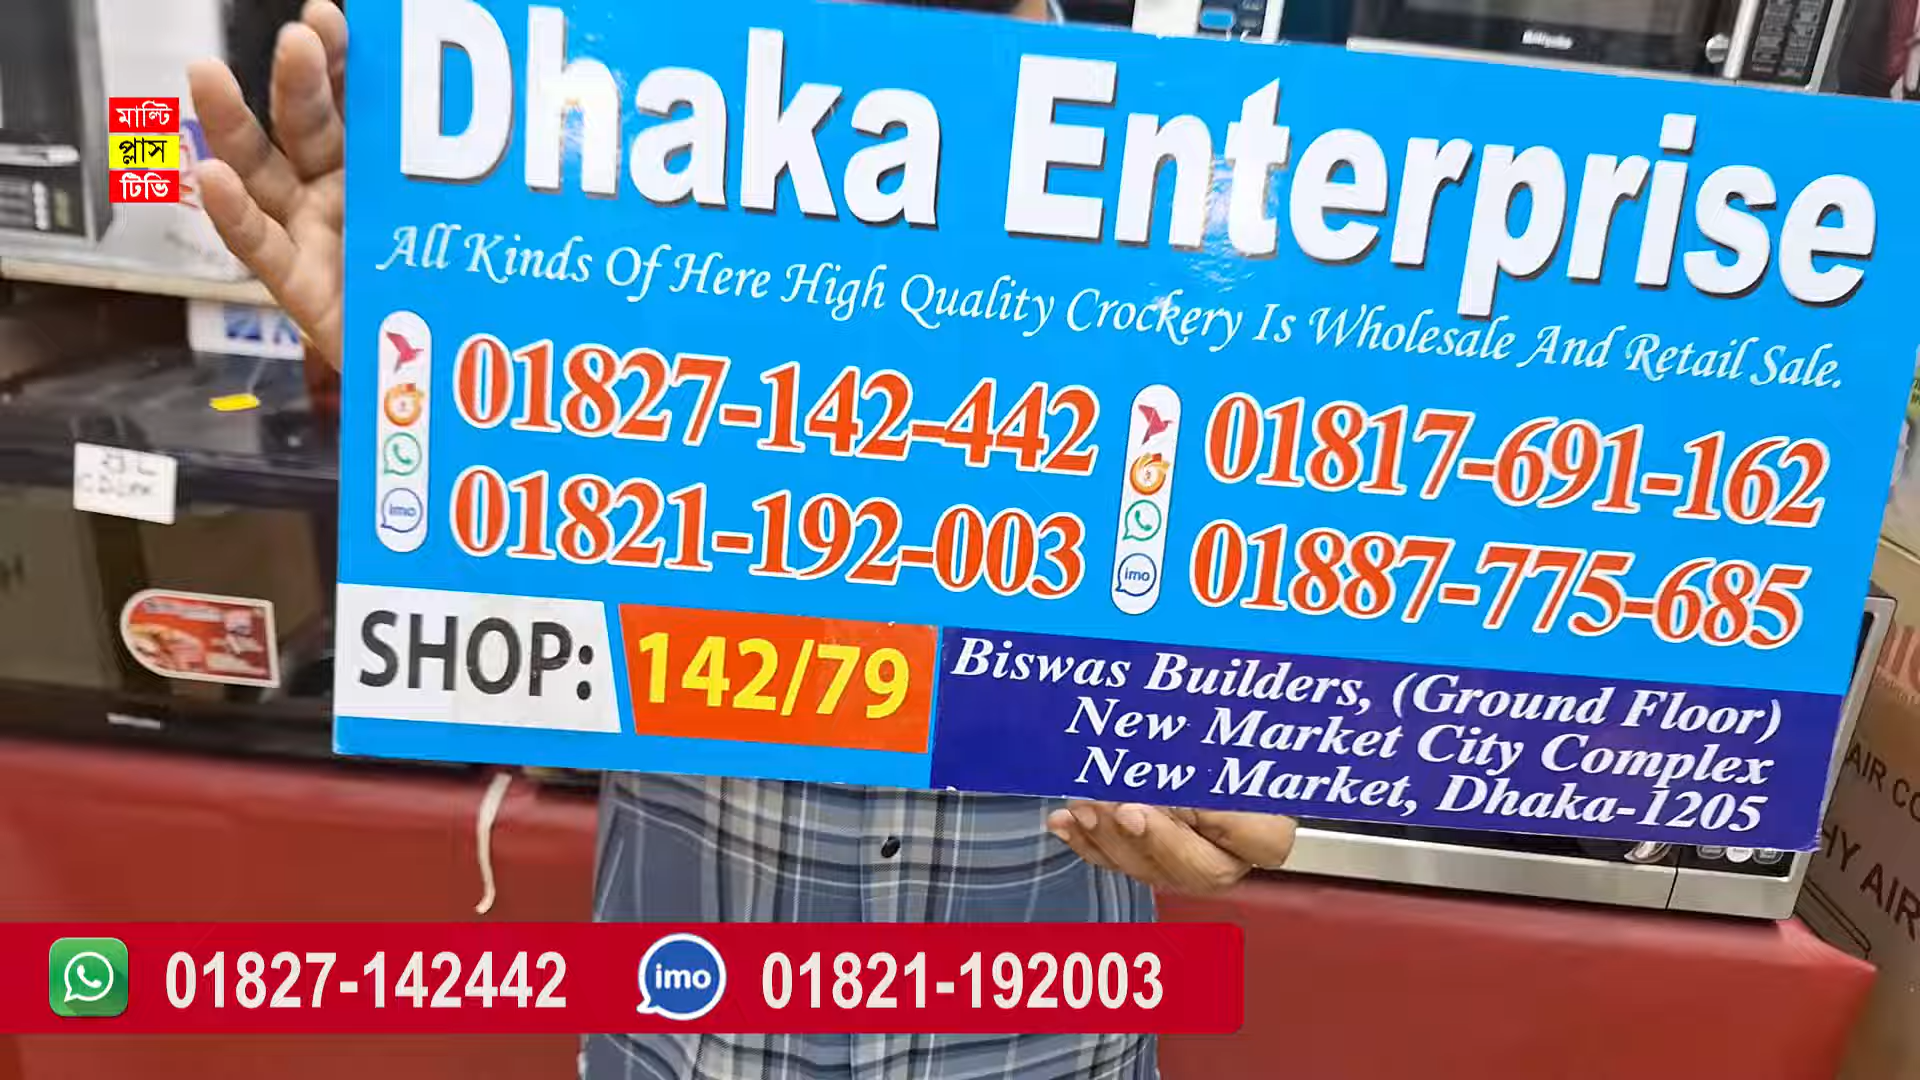 Dhaka Enterprise
All Kinds Of Here High Quality Crockery Is Wholesale And Retail Sale.
01827-142-442
01821-192-003
imo
01817-691-162
01887-775-685
imo
SHOP: 142/79
Biswas Builders, (Ground Floor)
New Market City Complex
New Market, Dhaka-1205
মাল্টি
প্লাস
টিভি
AIR CO
HY AIR
01827-142442
imo
01821-192003